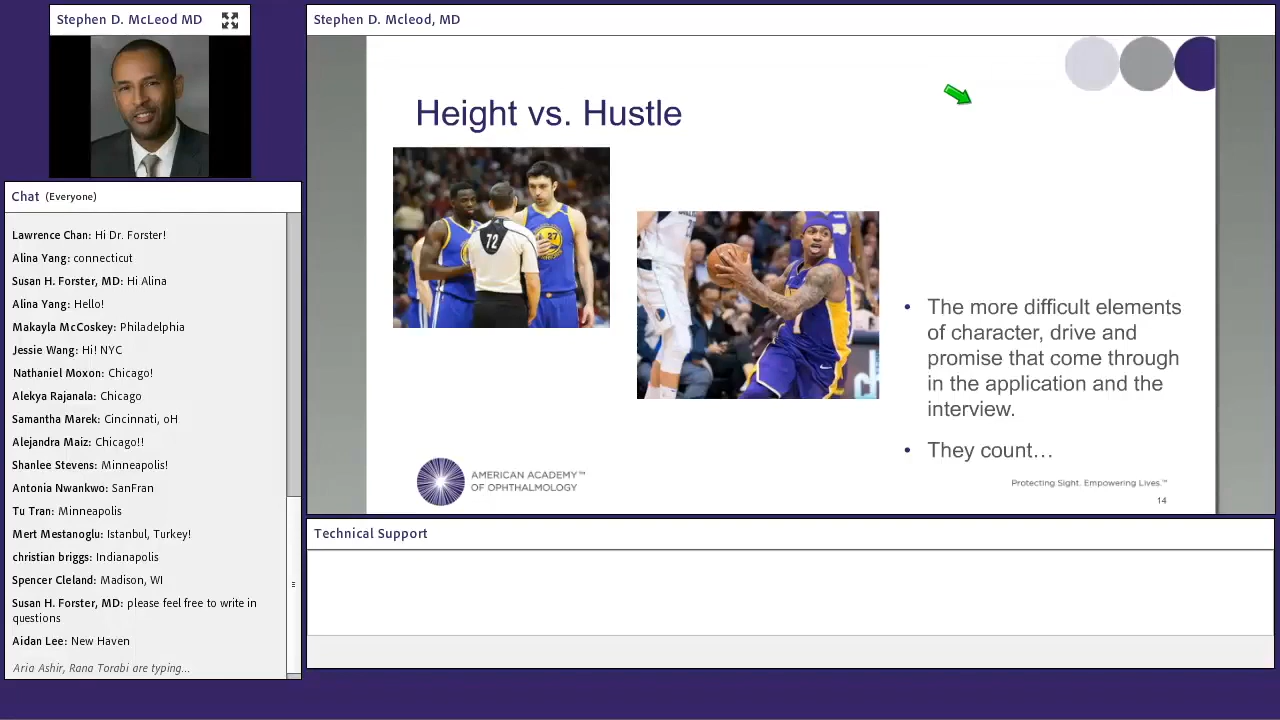 Stephen D. McLeod MD
Chat (Everyone)
Lawrence Chan: Hi Dr. Forster!
Alina Yang: connecticut
Susan H. Forster, MD: Hi Alina
Alina Yang: Hello!
Makayla McCoskey: Philadelphia
Jessie Wang: Hi! NYC
Nathaniel Moxon: Chicago!
Alekya Rajanala: Chicago
Samantha Marek: Cincinnati, oH
Alejandra Maiz: Chicago!!
Shanlee Stevens: Minneapolis!
Antonia Nwankwo: SanFran
Tu Tran: Minneapolis
Mert Mestanoglu: Istanbul, Turkey!
christian briggs: Indianapolis
Spencer Cleland: Madison, WI
Susan H. Forster, MD: please feel free to write in
questions
Aidan Lee: New Haven
Aria Ashir, Rana Torabi are typing...
Stephen D. Mcleod, MD
Height vs. Hustle
72
27
• The more difficult elements
of character, drive and
promise that come through
in the application and the
interview.
• They count…
AMERICAN ACADEMY™
OF OPHTHALMOLOGY
Protecting Sight. Empowering Lives.™
14
Technical Support